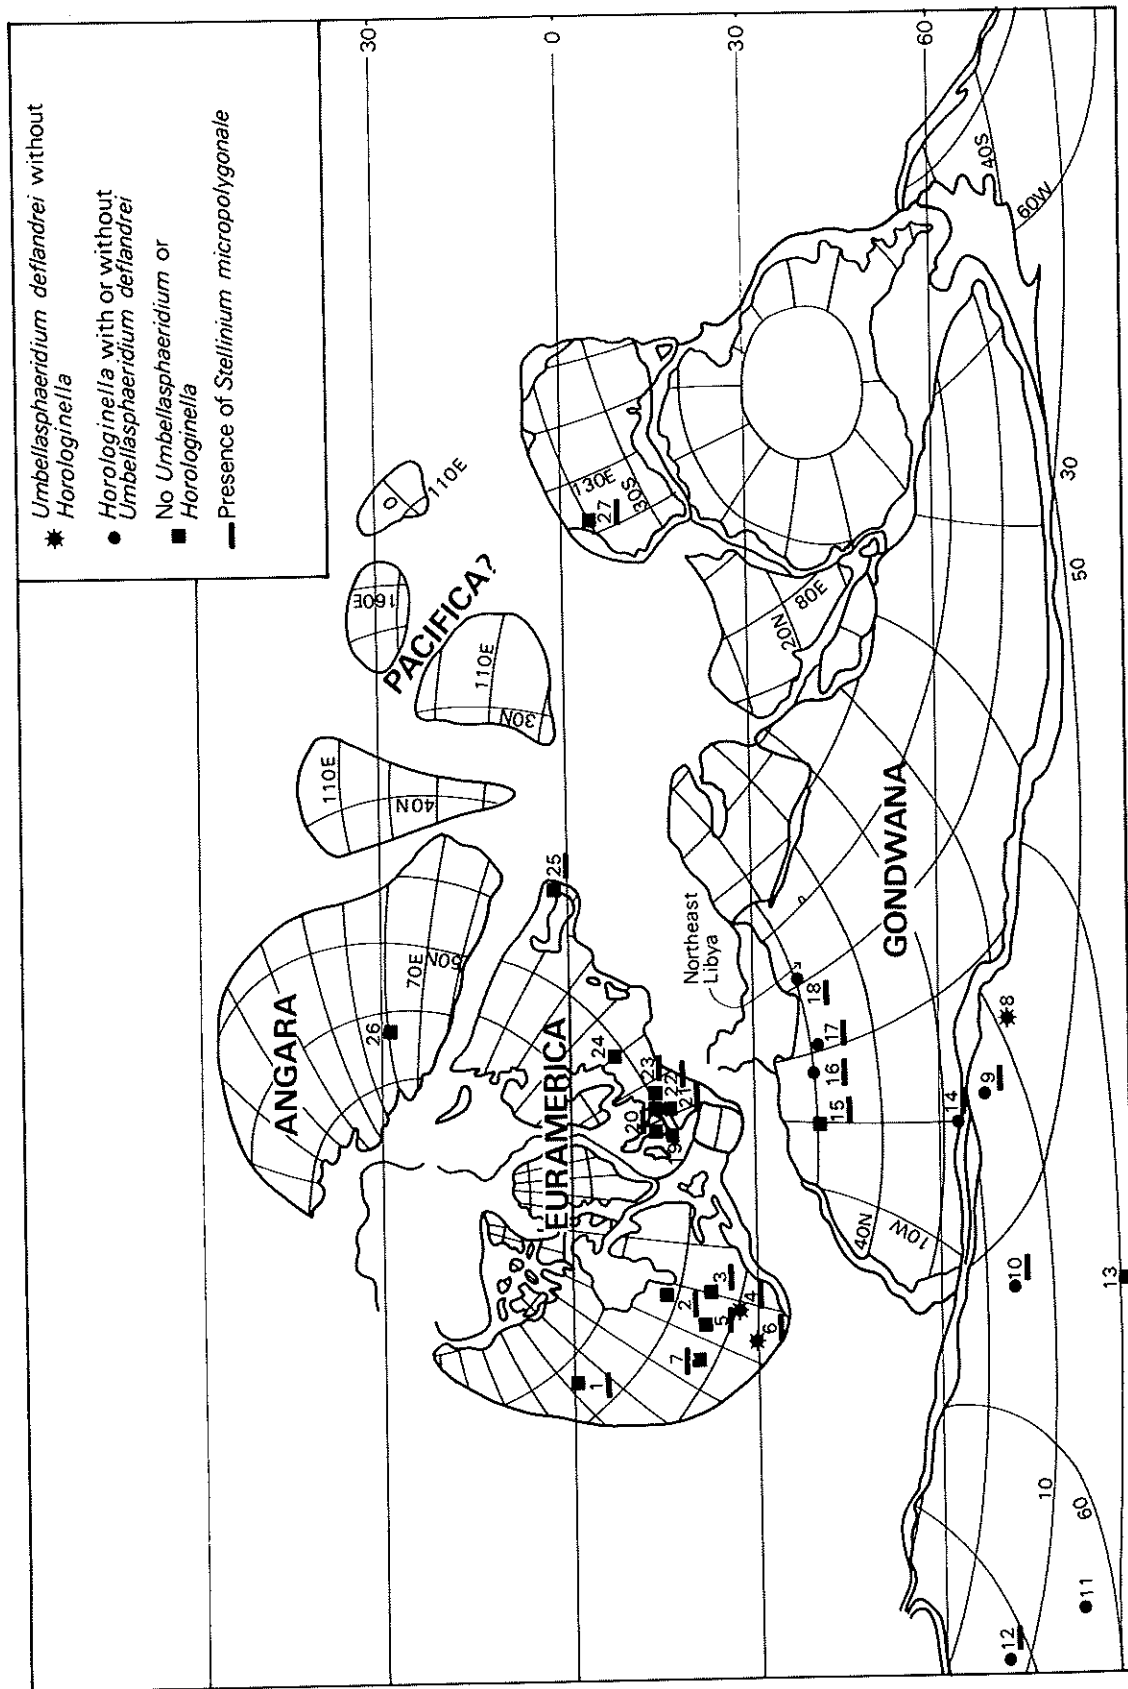 Umbellasphaeridium deflandrei without
Horologinella
Horologinella with or without
Umbellasphaeridium deflandrei
No Umbellasphaeridium or
Horologinella
Presence of Stellinium micropolygonale
30
0
30
60
ANGARA
26
70E
50N
110E
40N
PACIFICA?
160E
110E
110E
30N
EURAMERICA
1
2
3
4
5
6
7
19
20
21
22
23
24
25
130E
30S
27
80E
20N
Northeast
Libya
GONDWANA
18
17
16
15
14
40N
10W
8
9
10
13
12
11
10
60
50
30
40S
60W